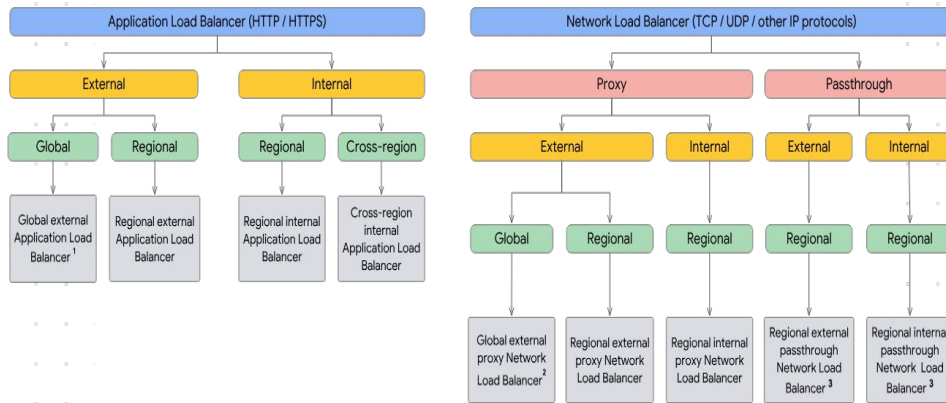 Application Load Balancer (HTTP / HTTPS)
External
Internal
Global
Regional
Regional
Cross-region
Global external
Application Load
Balancer 1
Regional external
Application Load
Balancer
Regional internal
Application Load
Balancer
Cross-region
internal
Application Load
Balancer
Network Load Balancer (TCP / UDP / other IP protocols)
Proxy
Passthrough
External
Internal
External
Internal
Global
Regional
Regional
Regional
Regional
Global external
proxy Network
Load Balancer 2
Regional external
proxy Network
Load Balancer
Regional internal
proxy Network
Load Balancer
Regional external
passthrough
Network Load
Balancer 3
Regional internal
passthrough
Network Load
Balancer 3